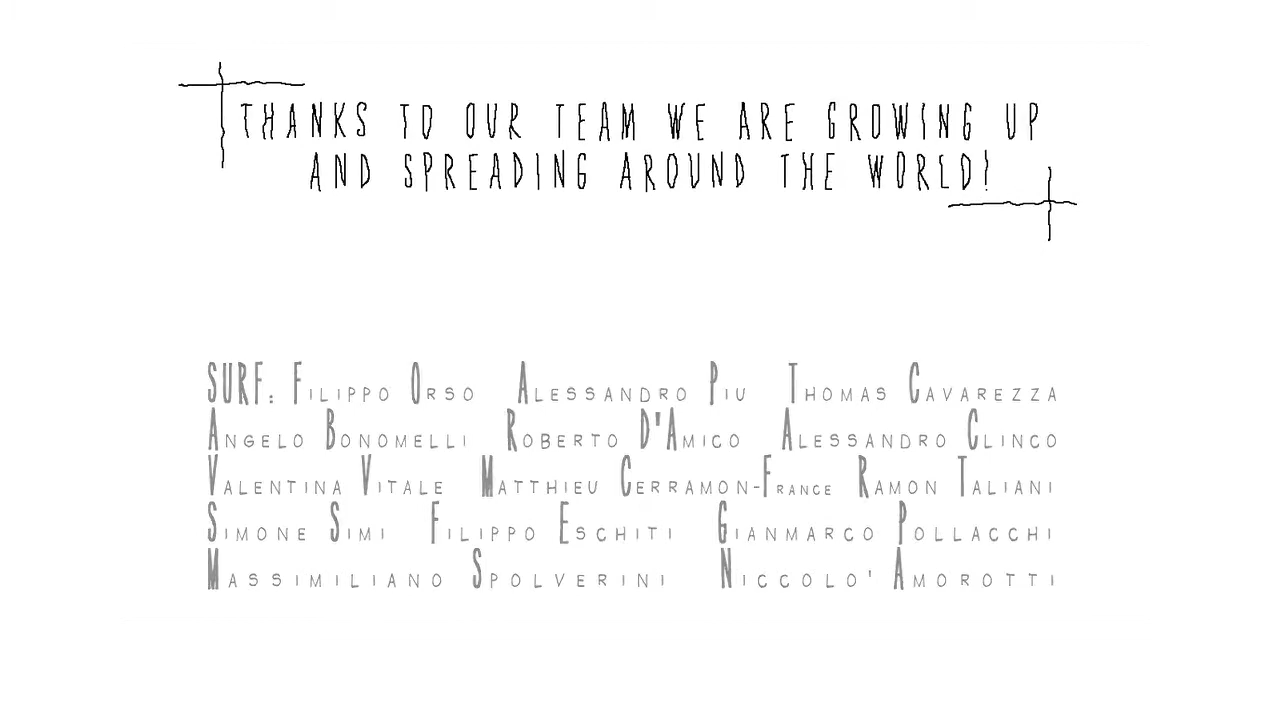 THANKS TO OUR TEAM WE ARE GROWING UP
AND SPREADING AROUND THE WORLD!
SURF: FILIPPO ORSO ALESSANDRO PIU THOMAS CAVAREZZA
ANGELO BONOMELLI ROBERTO D'AMICO ALESSANDRO CLINCO
VALENTINA VITALE MATTHIEU CERRAMON-FRANCE RAMON TALIANI
SIMONE SIMI FILIPPO ESCHITI GIANMARCO POLLACCHI
MASSIMILIANO SPOLVERINI NICCOLO' AMOROTTI